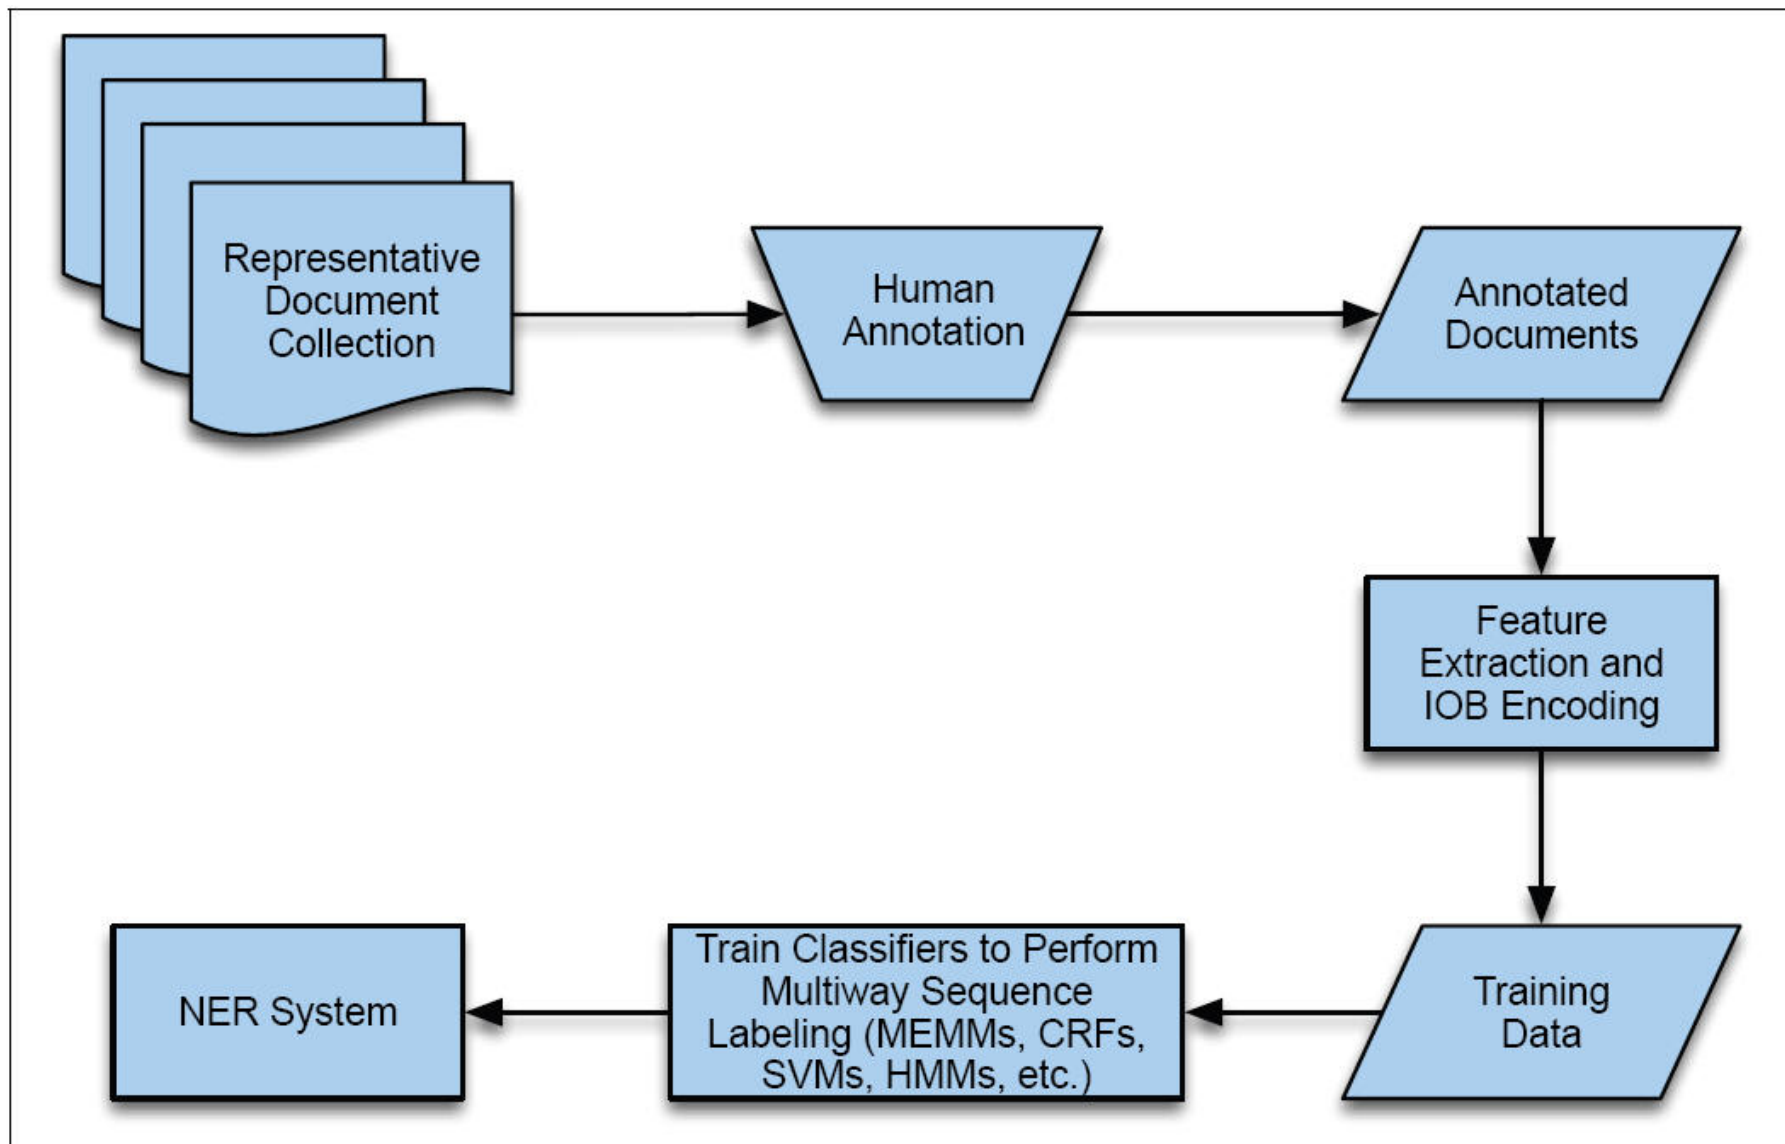 Representative
Document
Collection
Human
Annotation
Annotated
Documents
Feature
Extraction and
IOB Encoding
Training
Data
Train Classifiers to Perform
Multiway Sequence
Labeling (MEMMs, CRFs,
SVMs, HMMs, etc.)
NER System